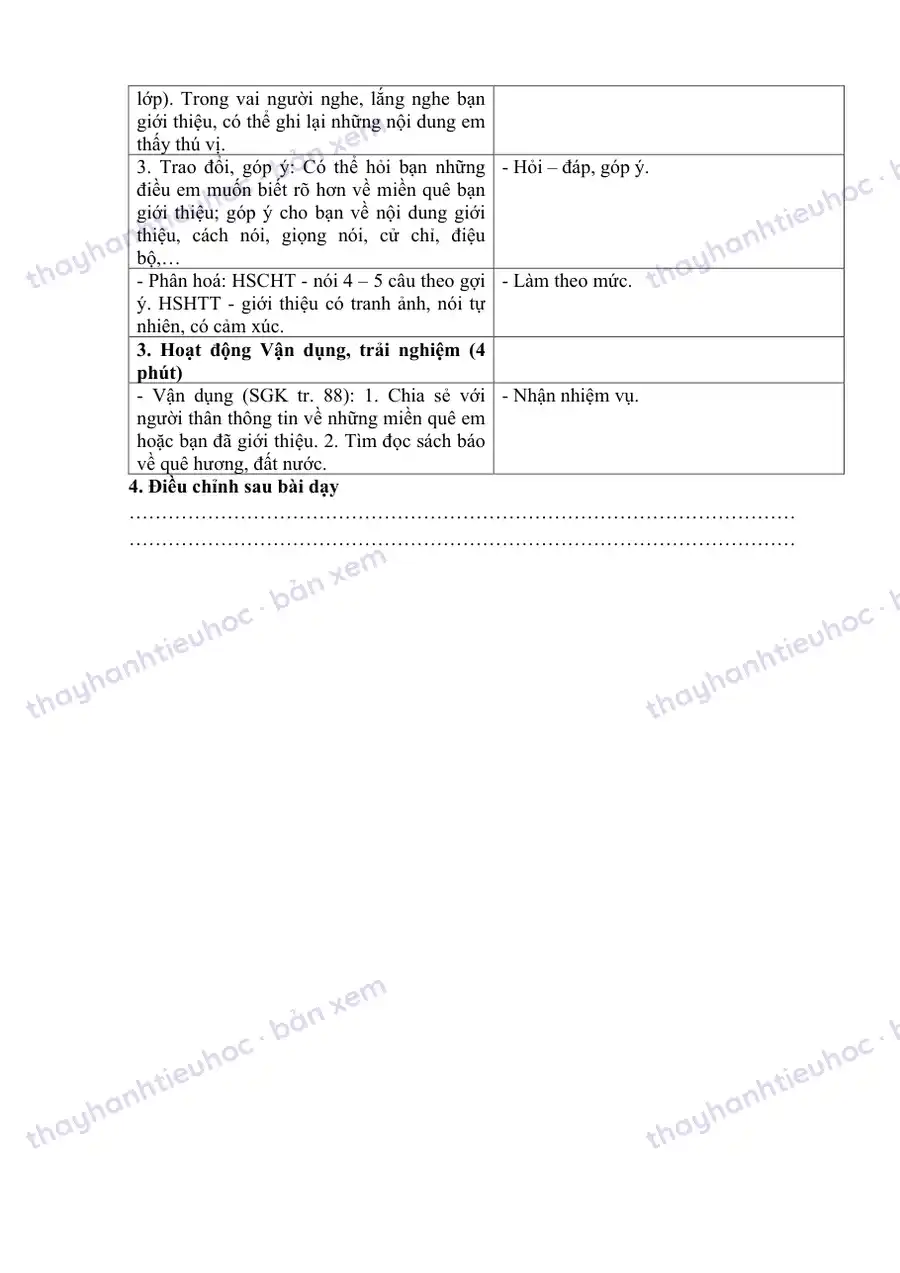 lớp). Trong vai người nghe, lắng nghe bạn
giới thiệu, có thể ghi lại những nội dung em
thấy thú vị.
3. Trao đổi, góp ý: Có thể hỏi bạn những
điều em muốn biết rõ hơn về miền quê bạn
giới thiệu; góp ý cho bạn về nội dung giới
thiệu, cách nói, giọng nói, cử chỉ, điệu
bộ,…
- Hỏi – đáp, góp ý.
- Phân hoá: HSCHT - nói 4 – 5 câu theo gợi
ý. HSHTT - giới thiệu có tranh ảnh, nói tự
nhiên, có cảm xúc.
- Làm theo mức.
3. Hoạt động Vận dụng, trải nghiệm (4
phút)
- Vận dụng (SGK tr. 88): 1. Chia sẻ với
người thân thông tin về những miền quê em
hoặc bạn đã giới thiệu. 2. Tìm đọc sách báo
về quê hương, đất nước.
- Nhận nhiệm vụ.
4. Điều chỉnh sau bài dạy
……………………………………………………………………………………
……………………………………………………………………………………
thayhanhtieuhoc · bản xem
thayhanhtieuhoc · b
thayhanhtieuhoc · bản xem
thayhanhtieuhoc · b
thayhanhtieuhoc · bản xem
thayhanhtieuhoc · b